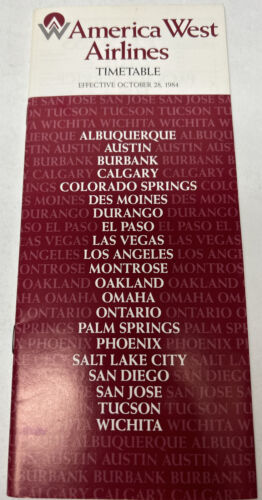 America West
Airlines
TIMETABLE
EFFECTIVE OCTOBER 28, 1984
ALBUQUERQUE
AUSTIN
BURBANK
CALGARY
COLORADO SPRINGS
DES MOINES
DURANGO
EL PASO
LAS VEGAS
LOS ANGELES
MONTROSE
OAKLAND
OMAHA
ONTARIO
PALM SPRINGS
PHOENIX
SALT LAKE CITY
SAN DIEGO
SAN JOSE
TUCSON
WICHITA